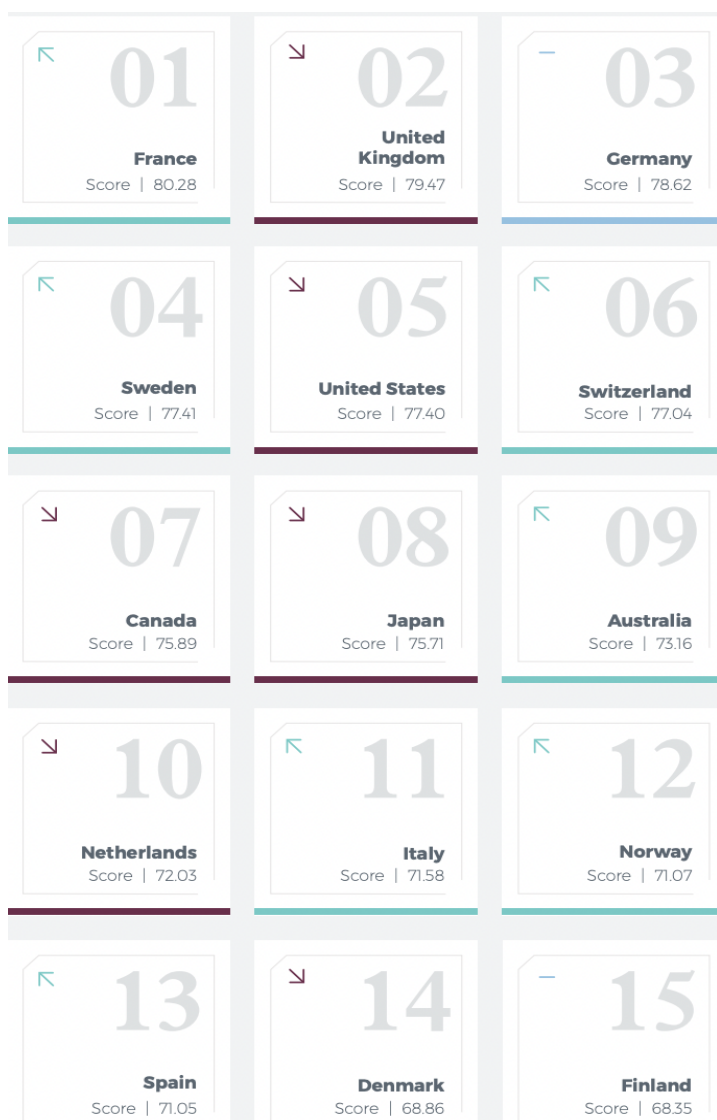 01
France
Score | 80.28
02
United
Kingdom
Score | 79.47
03
Germany
Score | 78.62
04
Sweden
Score | 77.41
05
United States
Score | 77.40
06
Switzerland
Score | 77.04
07
Canada
Score | 75.89
08
Japan
Score | 75.71
09
Australia
Score | 73.16
10
Netherlands
Score | 72.03
11
Italy
Score | 71.58
12
Norway
Score | 71.07
13
Spain
Score | 71.05
14
Denmark
Score | 68.86
15
Finland
Score | 68.35